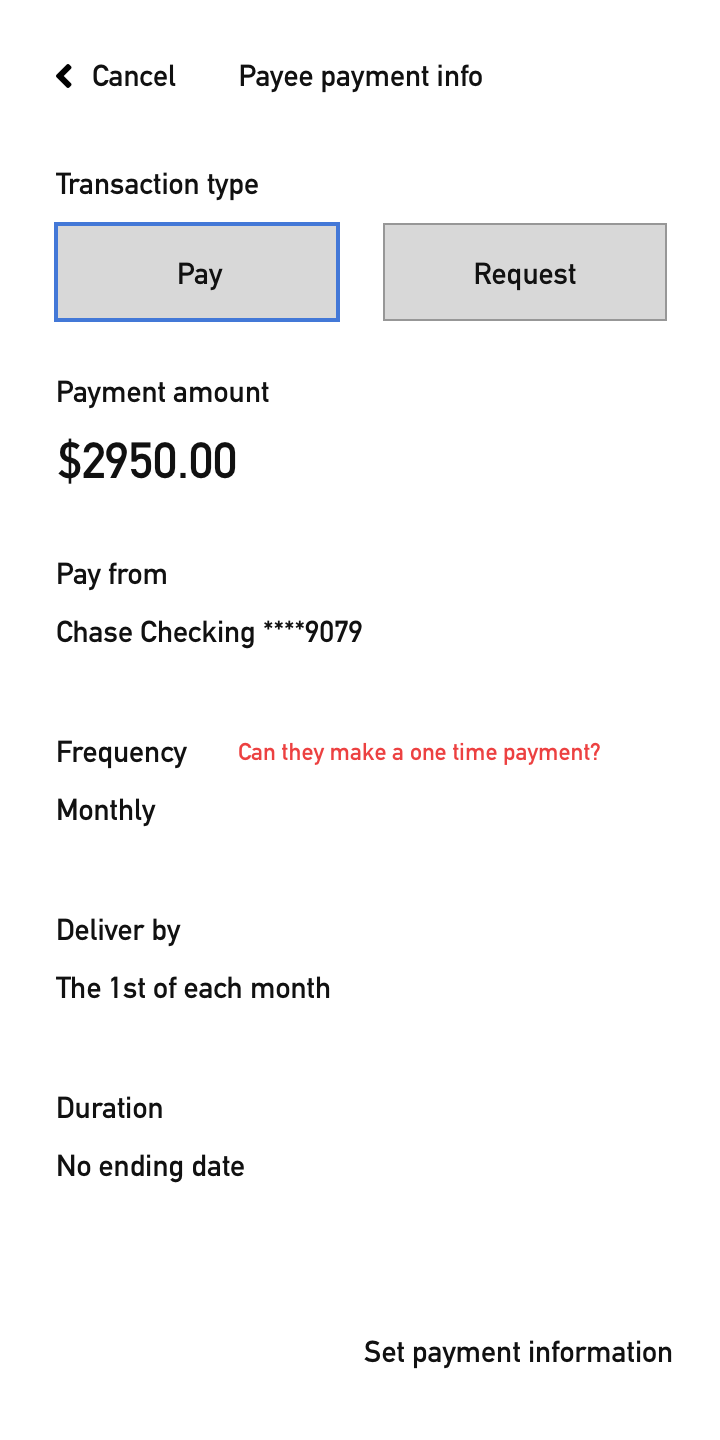 Cancel Payee payment info
Transaction type
Pay Request
Payment amount
$2950.00
Pay from
Chase Checking ****9079
Frequency Can they make a one time payment?
Monthly
Deliver by
The 1st of each month
Duration
No ending date
Set payment information